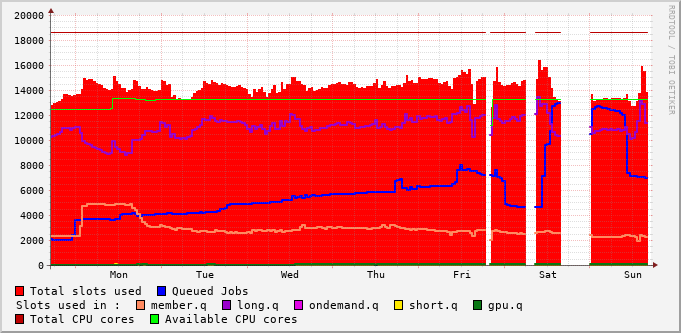 20000
18000
16000
14000
12000
10000
8000
6000
4000
2000
0
Mon Tue Wed Thu Fri Sat Sun
RRDTOOL / TOBI OETIKER
Total slots used Queued Jobs
Slots used in : member.q long.q ondemand.q short.q gpu.q
Total CPU cores Available CPU cores